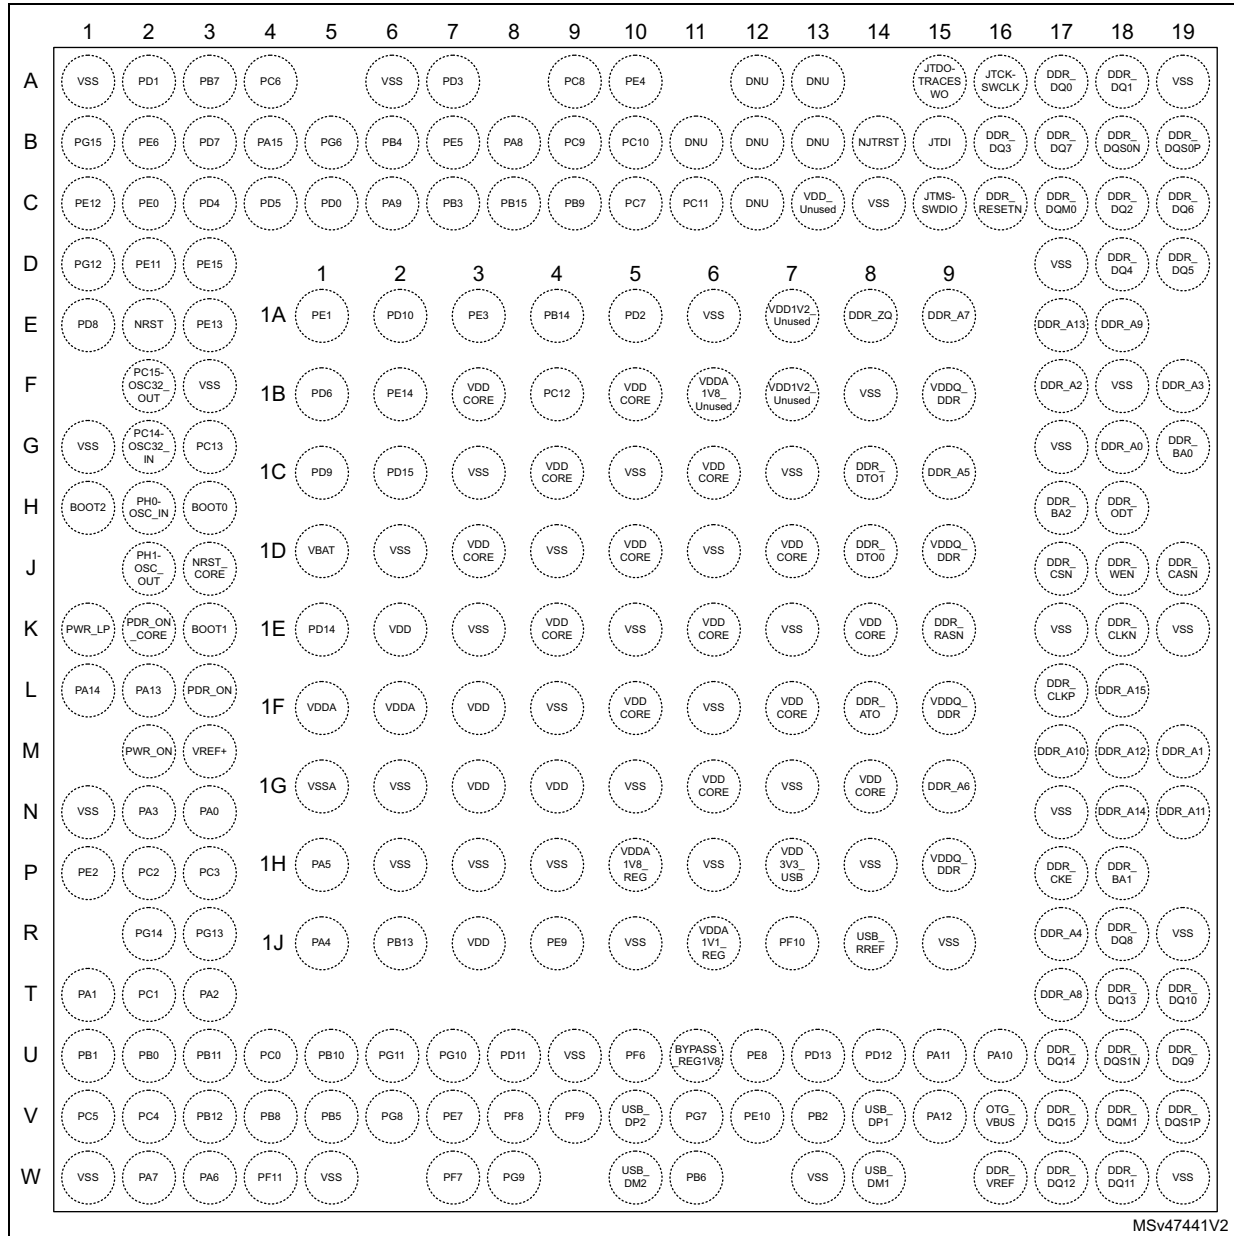 1 2 3 4 5 6 7 8 9 10 11 12 13 14 15 16 17 18 19
A VSS PD1 PB7 PC6 VSS PD3 PC8 PE4 DNU DNU JTDO-TRACESWO JTCK-SWCLK DDR_DQ0 DDR_DQ1 VSS
B PG15 PE6 PD7 PA15 PG6 PB4 PE5 PA8 PC9 PC10 DNU DNU DNU NJTRST JTDI DDR_DQ3 DDR_DQ7 DDR_DQS0N DDR_DQS0P
C PE12 PE0 PD4 PD5 PD0 PA9 PB3 PB15 PB9 PC7 PC11 DNU VDD_Unused VSS JTMS-SWDIO DDR_RESETN DDR_DQM0 DDR_DQ2 DDR_DQ6
D PG12 PE11 PE15 VSS DDR_DQ4 DDR_DQ5
1 2 3 4 5 6 7 8 9
1A PE1 PD10 PE3 PB14 PD2 VSS VDD1V2_Unused DDR_ZQ DDR_A7
E PD8 NRST PE13 DDR_A13 DDR_A9
F PC15-OSC32_OUT VSS DDR_A2 VSS DDR_A3
1B PD6 PE14 VDD CORE PC12 VDD CORE VDDA 1V8_Unused VDD1V2_Unused VSS VDDQ_DDR
G VSS PC14-OSC32_IN PC13 VSS DDR_A0 DDR_BA0
1C PD9 PD15 VSS VDD CORE VSS VDD CORE VSS DDR_DTO1 DDR_A5
H BOOT2 PH0-OSC_IN BOOT0 DDR_BA2 DDR_ODT
1D VBAT VSS VDD CORE VSS VDD CORE VSS VDD CORE DDR_DTO0 VDDQ_DDR
J PH1-OSC_OUT NRST_CORE DDR_CSN DDR_WEN DDR_CASN
K PWR_LP PDR_ON_CORE BOOT1 VSS DDR_CLKN VSS
1E PD14 VDD VSS VDD CORE VSS VDD CORE VSS VDD CORE DDR_RASN
L PA14 PA13 PDR_ON DDR_CLKP DDR_A15
1F VDDA VDDA VDD VSS VDD CORE VSS VDD CORE DDR_ATO VDDQ_DDR
M PWR_ON VREF+ DDR_A10 DDR_A12 DDR_A1
1G VSSA VSS VDD VDD VSS VDD CORE VSS VDD CORE DDR_A6
N VSS PA3 PA0 VSS DDR_A14 DDR_A11
1H PA5 VSS VSS VSS VDDA 1V8_REG VSS VDD 3V3_USB VSS VDDQ_DDR
P PE2 PC2 PC3 DDR_CKE DDR_BA1
R PG14 PG13 DDR_A4 DDR_DQ8 VSS
1J PA4 PB13 VDD PE9 VSS VDDA 1V1_REG PF10 USB_RREF VSS
T PA1 PC1 PA2 DDR_A8 DDR_DQ13 DDR_DQ10
U PB1 PB0 PB11 PC0 PB10 PG11 PG10 PD11 VSS PF6 BYPASS_REG1V8 PE8 PD13 PD12 PA11 PA10 DDR_DQ14 DDR_DQS1N DDR_DQ9
V PC5 PC4 PB12 PB8 PB5 PG8 PE7 PF8 PF9 USB_DP2 PG7 PE10 PB2 USB_DP1 PA12 OTG_VBUS DDR_DQ15 DDR_DQM1 DDR_DQS1P
W VSS PA7 PA6 PF11 VSS PF7 PG9 USB_DM2 PB6 VSS USB_DM1 DDR_VREF DDR_DQ12 DDR_DQ11 VSS
MSv47441V2